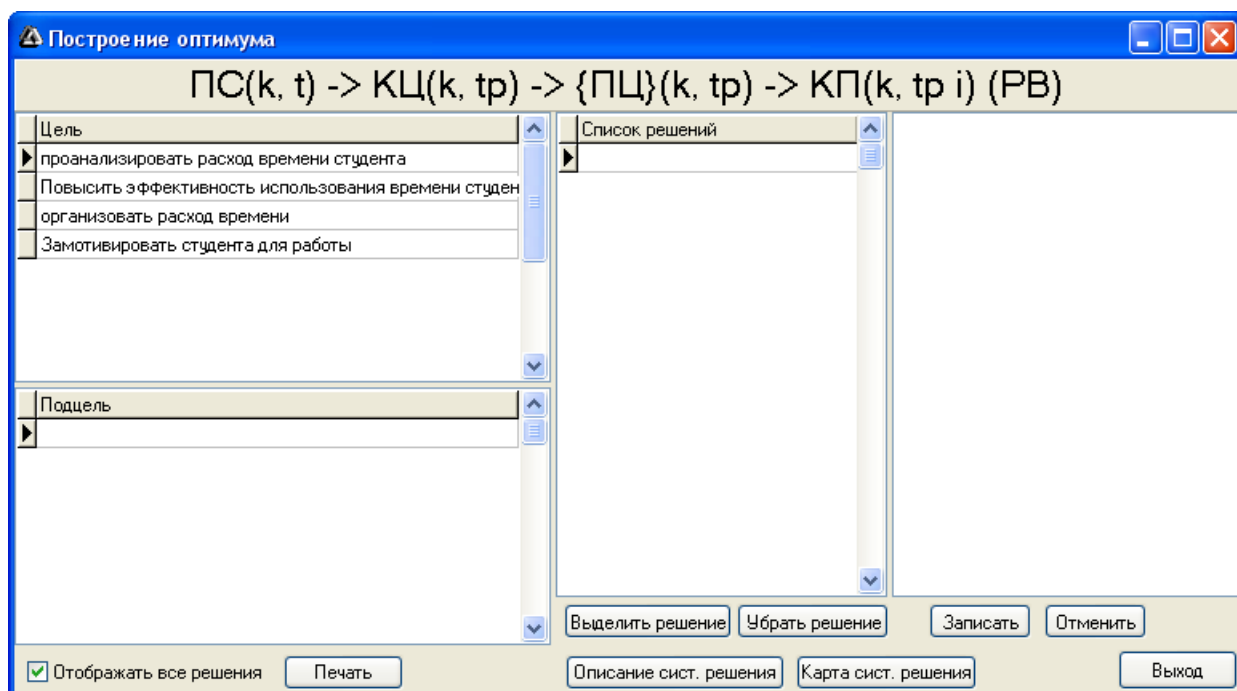 Построение оптимума
ПС(k, t) -> КЦ(k, tp) -> {ПЦ}(k, tp) -> КП(k, tp i) (РВ)
Цель
проанализировать расход времени студента
Повысить эффективность использования времени студен
организовать расход времени
Замотивировать студента для работы
Подцель
Список решений
Выделить решение
Убрать решение
Записать
Отменить
Отображать все решения
Печать
Описание сист. решения
Карта сист. решения
Выход